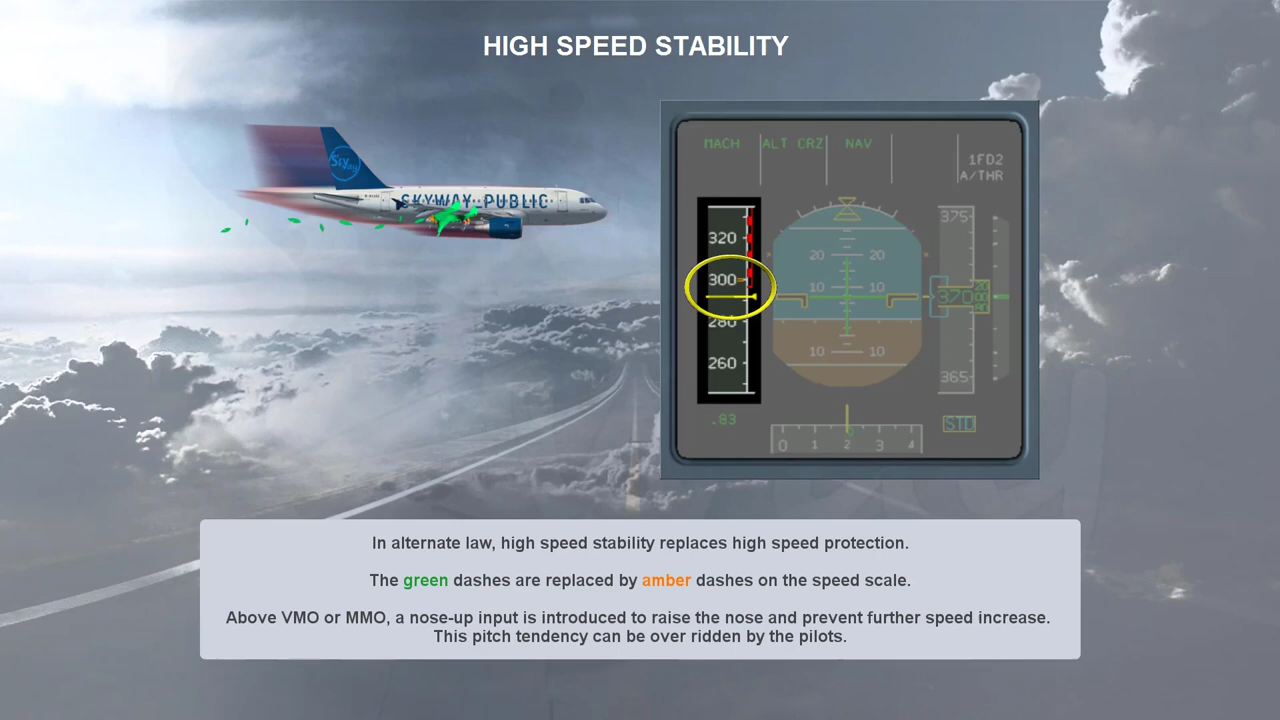 HIGH SPEED STABILITY
Sky
SKYWAY PUBLIC
MACH ALT CRZ NAV
1FD2
A/THR
375
320
300
280
260
20 20
10 10
10 10
370
365
.83
STD
0 1 2 3 4
In alternate law, high speed stability replaces high speed protection.
The green dashes are replaced by amber dashes on the speed scale.
Above VMO or MMO, a nose-up input is introduced to raise the nose and prevent further speed increase.
This pitch tendency can be over ridden by the pilots.